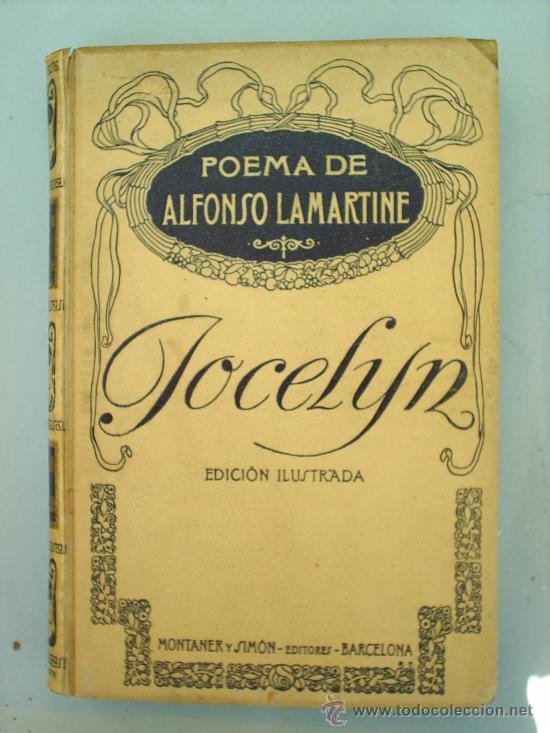 POEMA DE
ALFONSO LAMARTINE
Jocelyn
EDICIÓN ILUSTRADA
MONTANER Y SIMÓN - EDITORES - BARCELONA
www.todocoleccion.net